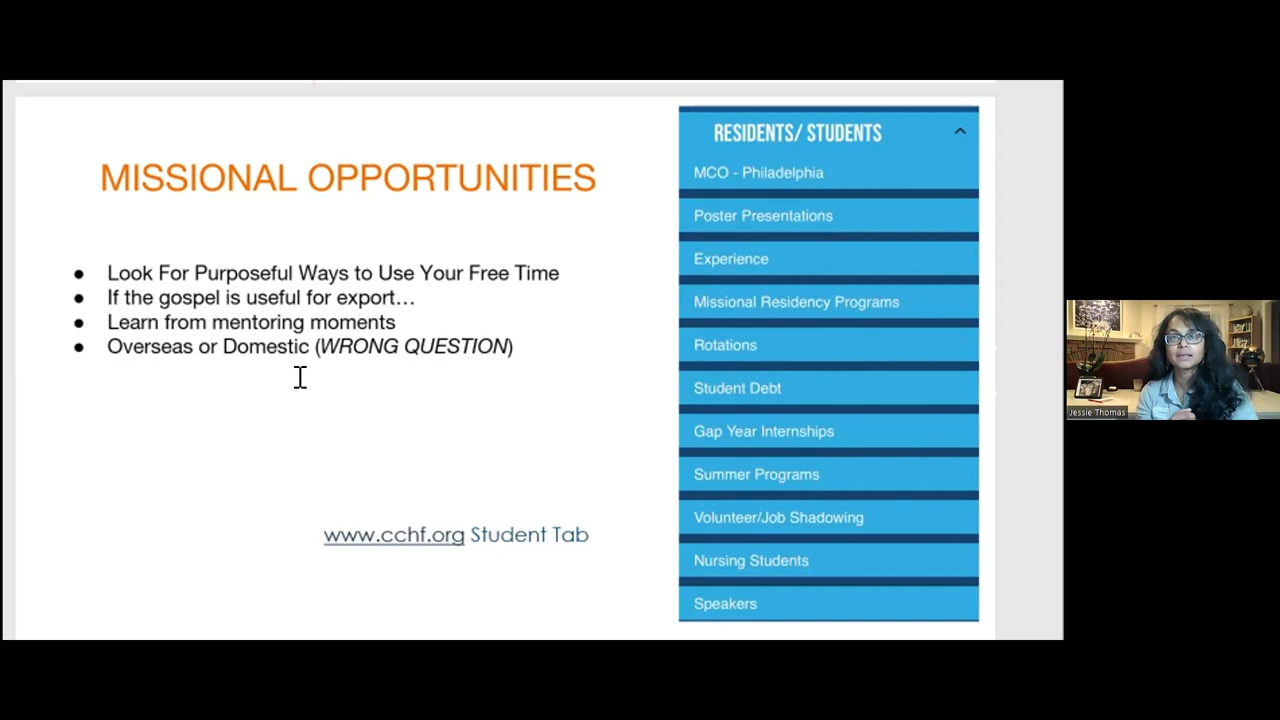 MISSIONAL OPPORTUNITIES
● Look For Purposeful Ways to Use Your Free Time
● If the gospel is useful for export…
● Learn from mentoring moments
● Overseas or Domestic (WRONG QUESTION)
www.cchf.org Student Tab
RESIDENTS/ STUDENTS
MCO - Philadelphia
Poster Presentations
Experience
Missional Residency Programs
Rotations
Student Debt
Gap Year Internships
Summer Programs
Volunteer/Job Shadowing
Nursing Students
Speakers
Jessie Thomas